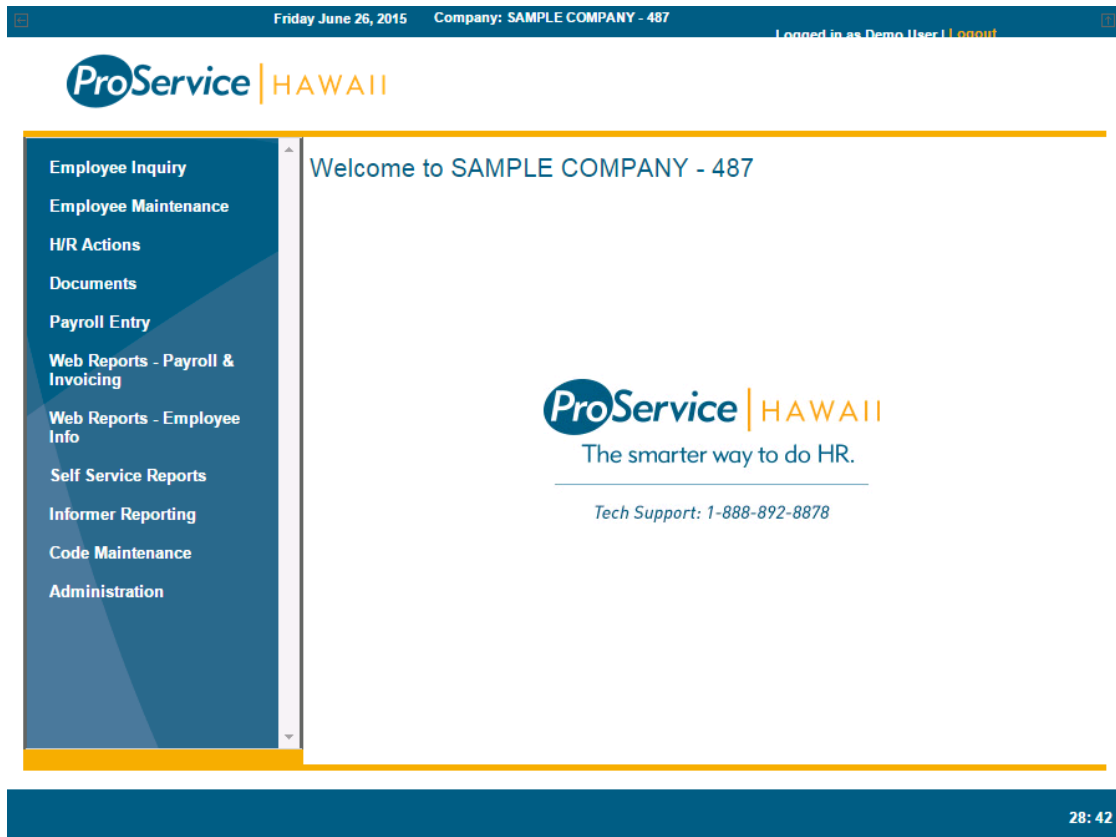 Friday June 26, 2015 Company: SAMPLE COMPANY - 487
Logged in as Demo User | Logout
ProService | HAWAII
Employee Inquiry
Employee Maintenance
H/R Actions
Documents
Payroll Entry
Web Reports - Payroll &
Invoicing
Web Reports - Employee
Info
Self Service Reports
Informer Reporting
Code Maintenance
Administration
Welcome to SAMPLE COMPANY - 487
ProService | HAWAII
The smarter way to do HR.
Tech Support: 1-888-892-8878
28: 42